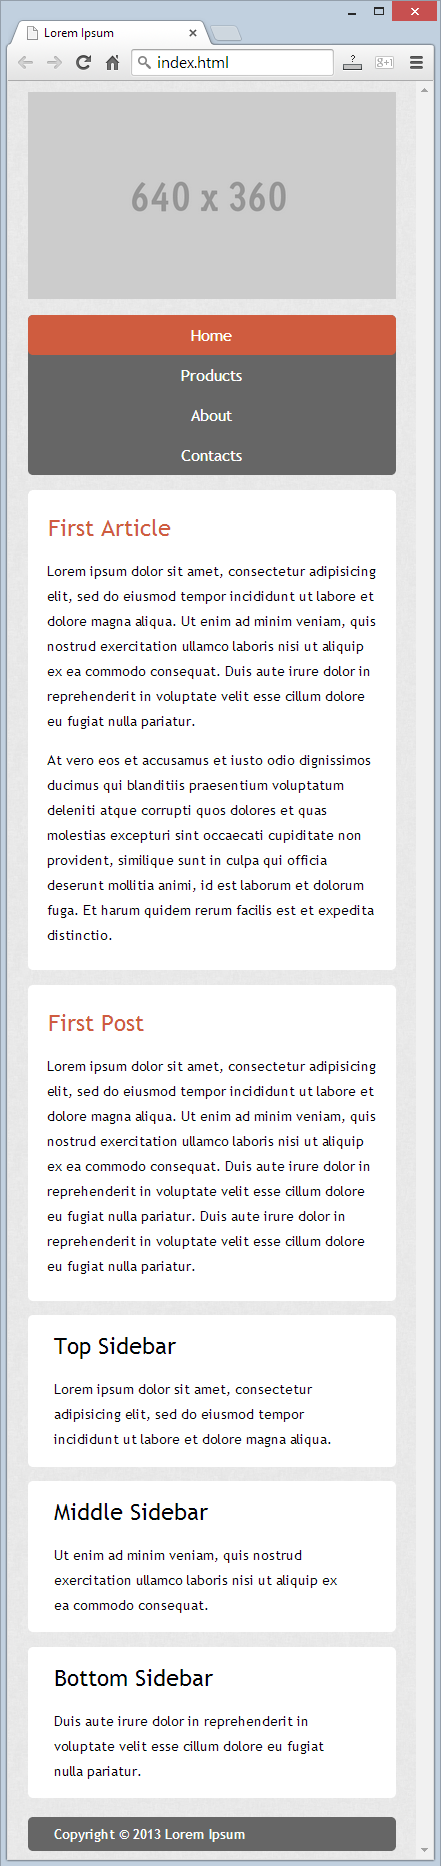 Lorem Ipsum
index.html
640 x 360
Home
Products
About
Contacts
First Article
Lorem ipsum dolor sit amet, consectetur adipisicing
elit, sed do eiusmod tempor incididunt ut labore et
dolore magna aliqua. Ut enim ad minim veniam, quis
nostrud exercitation ullamco laboris nisi ut aliquip
ex ea commodo consequat. Duis aute irure dolor in
reprehenderit in voluptate velit esse cillum dolore
eu fugiat nulla pariatur.
At vero eos et accusamus et iusto odio dignissimos
ducimus qui blanditiis praesentium voluptatum
deleniti atque corrupti quos dolores et quas
molestias excepturi sint occaecati cupiditate non
provident, similique sunt in culpa qui officia
deserunt mollitia animi, id est laborum et dolorum
fuga. Et harum quidem rerum facilis est et expedita
distinctio.
First Post
Lorem ipsum dolor sit amet, consectetur adipisicing
elit, sed do eiusmod tempor incididunt ut labore et
dolore magna aliqua. Ut enim ad minim veniam, quis
nostrud exercitation ullamco laboris nisi ut aliquip
ex ea commodo consequat. Duis aute irure dolor in
reprehenderit in voluptate velit esse cillum dolore
eu fugiat nulla pariatur. Duis aute irure dolor in
reprehenderit in voluptate velit esse cillum dolore
eu fugiat nulla pariatur.
Top Sidebar
Lorem ipsum dolor sit amet, consectetur
adipisicing elit, sed do eiusmod tempor
incididunt ut labore et dolore magna aliqua.
Middle Sidebar
Ut enim ad minim veniam, quis nostrud
exercitation ullamco laboris nisi ut aliquip ex
ea commodo consequat.
Bottom Sidebar
Duis aute irure dolor in reprehenderit in
voluptate velit esse cillum dolore eu fugiat
nulla pariatur.
Copyright © 2013 Lorem Ipsum